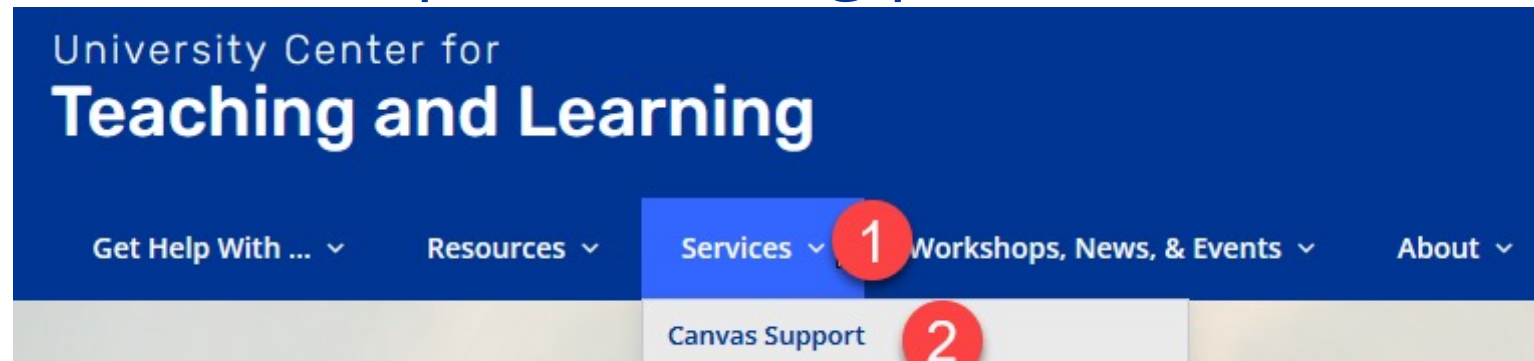 University Center for
Teaching and Learning
Get Help With ... Resources Services 1 Workshops, News, & Events About
Canvas Support 2